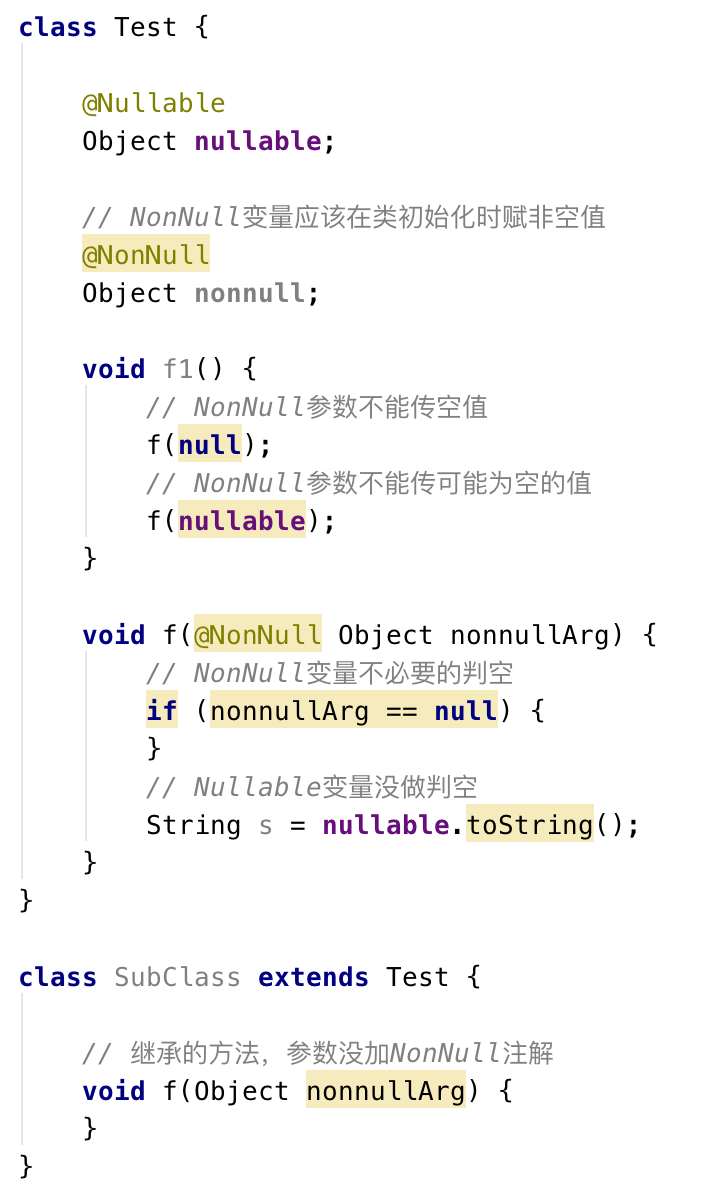 class Test {
@Nullable
Object nullable;
// NonNull变量应该在类初始化时赋非空值
@NonNull
Object nonnull;
void f1() {
// NonNull参数不能传空值
f(null);
// NonNull参数不能传可能为空的值
f(nullable);
}
void f(@NonNull Object nonnullArg) {
// NonNull变量不必要的判空
if (nonnullArg == null) {
}
// Nullable变量没做判空
String s = nullable.toString();
}
}
class SubClass extends Test {
// 继承的方法，参数没加NonNull注解
void f(Object nonnullArg) {
}
}